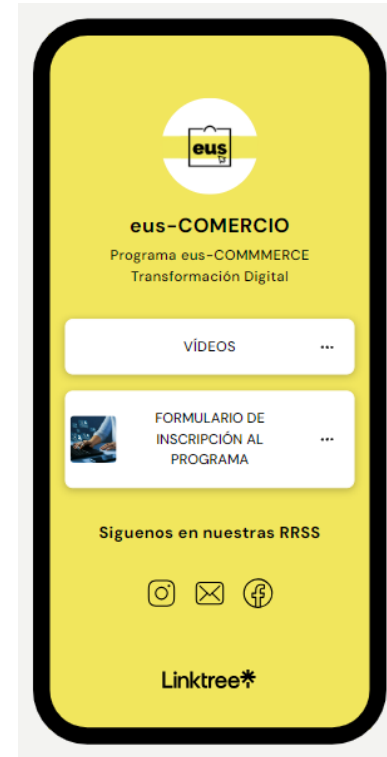 eus
eus-COMERCIO
Programa eus-COMMMERCE
Transformación Digital
VÍDEOS
FORMULARIO DE
INSCRIPCIÓN AL
PROGRAMA
Siguenos en nuestras RRSS
Linktree